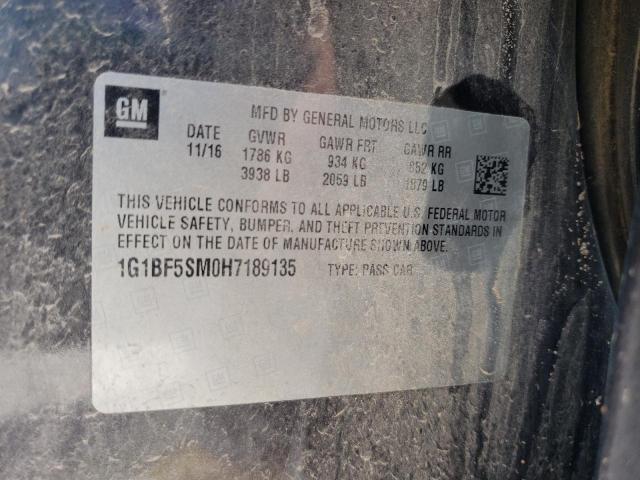 GM
MFD BY GENERAL MOTORS LLC
DATE GVWR GAWR FRT GAWR RR
11/16 1786 KG 934 KG 852 KG
3938 LB 2059 LB 1879 LB
THIS VEHICLE CONFORMS TO ALL APPLICABLE U.S. FEDERAL MOTOR
VEHICLE SAFETY, BUMPER, AND THEFT PREVENTION STANDARDS IN
EFFECT ON THE DATE OF MANUFACTURE SHOWN ABOVE.
1G1BF5SM0H7189135 TYPE: PASS CAR